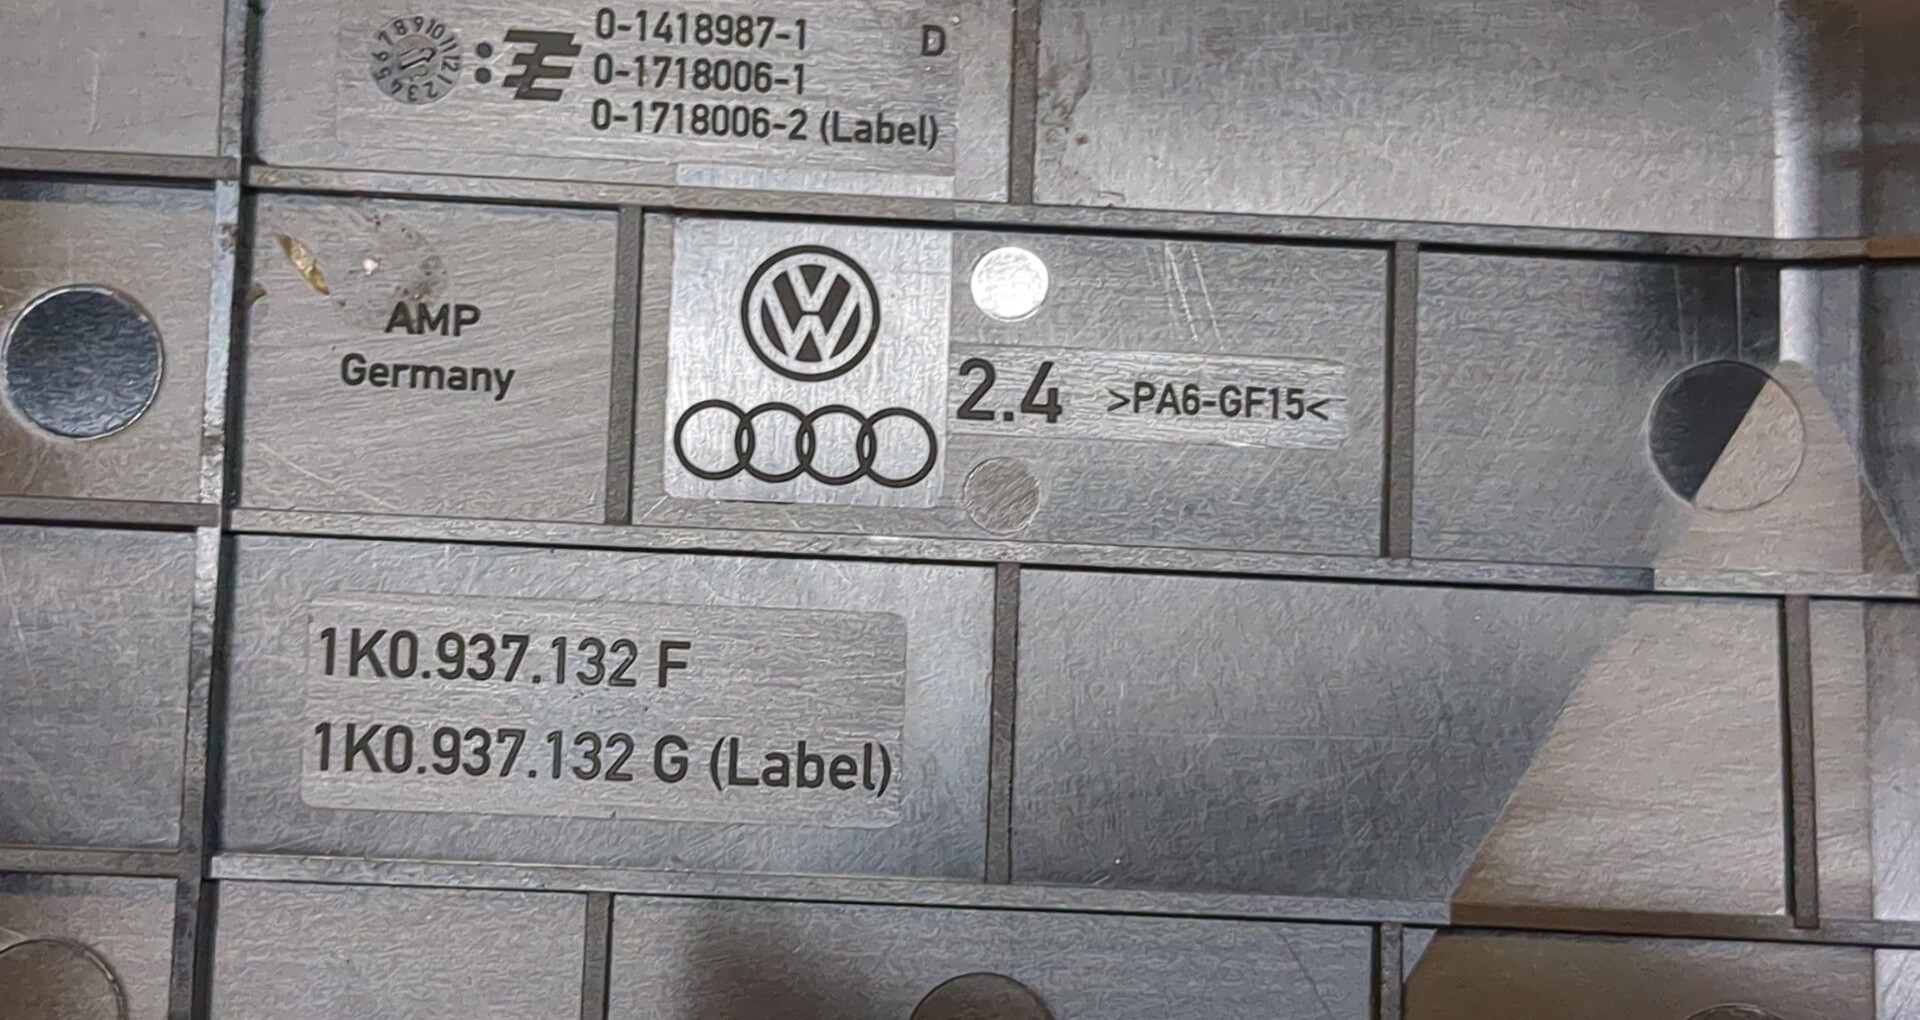 0-1418987-1
D
0-1718006-1
0-1718006-2 (Label)
AMP
Germany
2.4 >PA6-GF15<
1K0.937.132 F
1K0.937.132 G (Label)